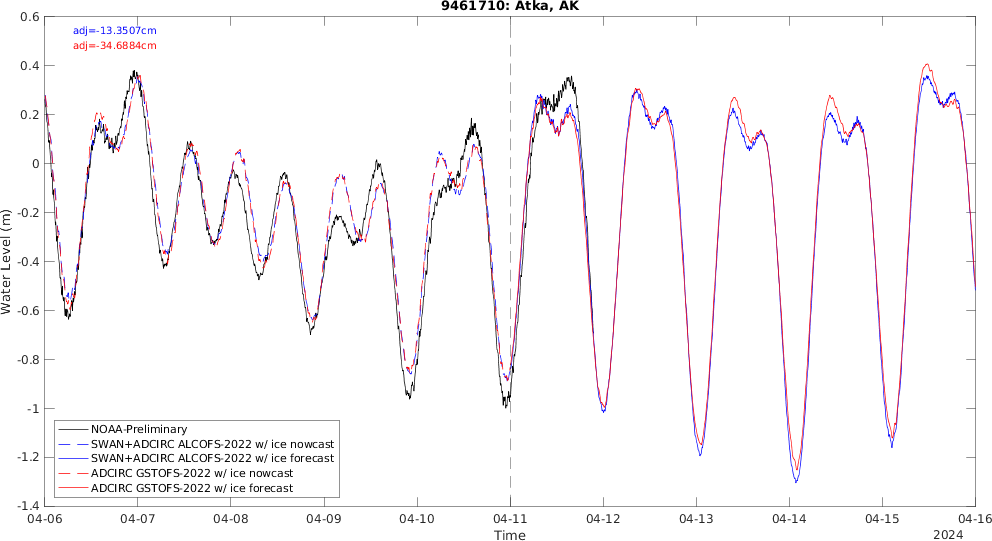 9461710: Atka, AK
adj=-13.3507cm
adj=-34.6884cm
0.6
0.4
0.2
0
-0.2
-0.4
-0.6
-0.8
-1
-1.2
-1.4
Water Level (m)
NOAA-Preliminary
SWAN+ADCIRC ALCOFS-2022 w/ ice nowcast
SWAN+ADCIRC ALCOFS-2022 w/ ice forecast
ADCIRC GSTOFS-2022 w/ ice nowcast
ADCIRC GSTOFS-2022 w/ ice forecast
04-06 04-07 04-08 04-09 04-10 04-11 04-12 04-13 04-14 04-15 04-16
Time
2024